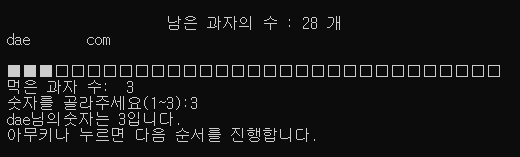 남은 과자의 수 : 28 개
dae com
■■■□□□□□□□□□□□□□□□□□□□□□□□□□□□□
먹은 과자 수: 3
숫자를 골라주세요(1~3):3
dae님의숫자는 3입니다.
아무키나 누르면 다음 순서를 진행합니다.